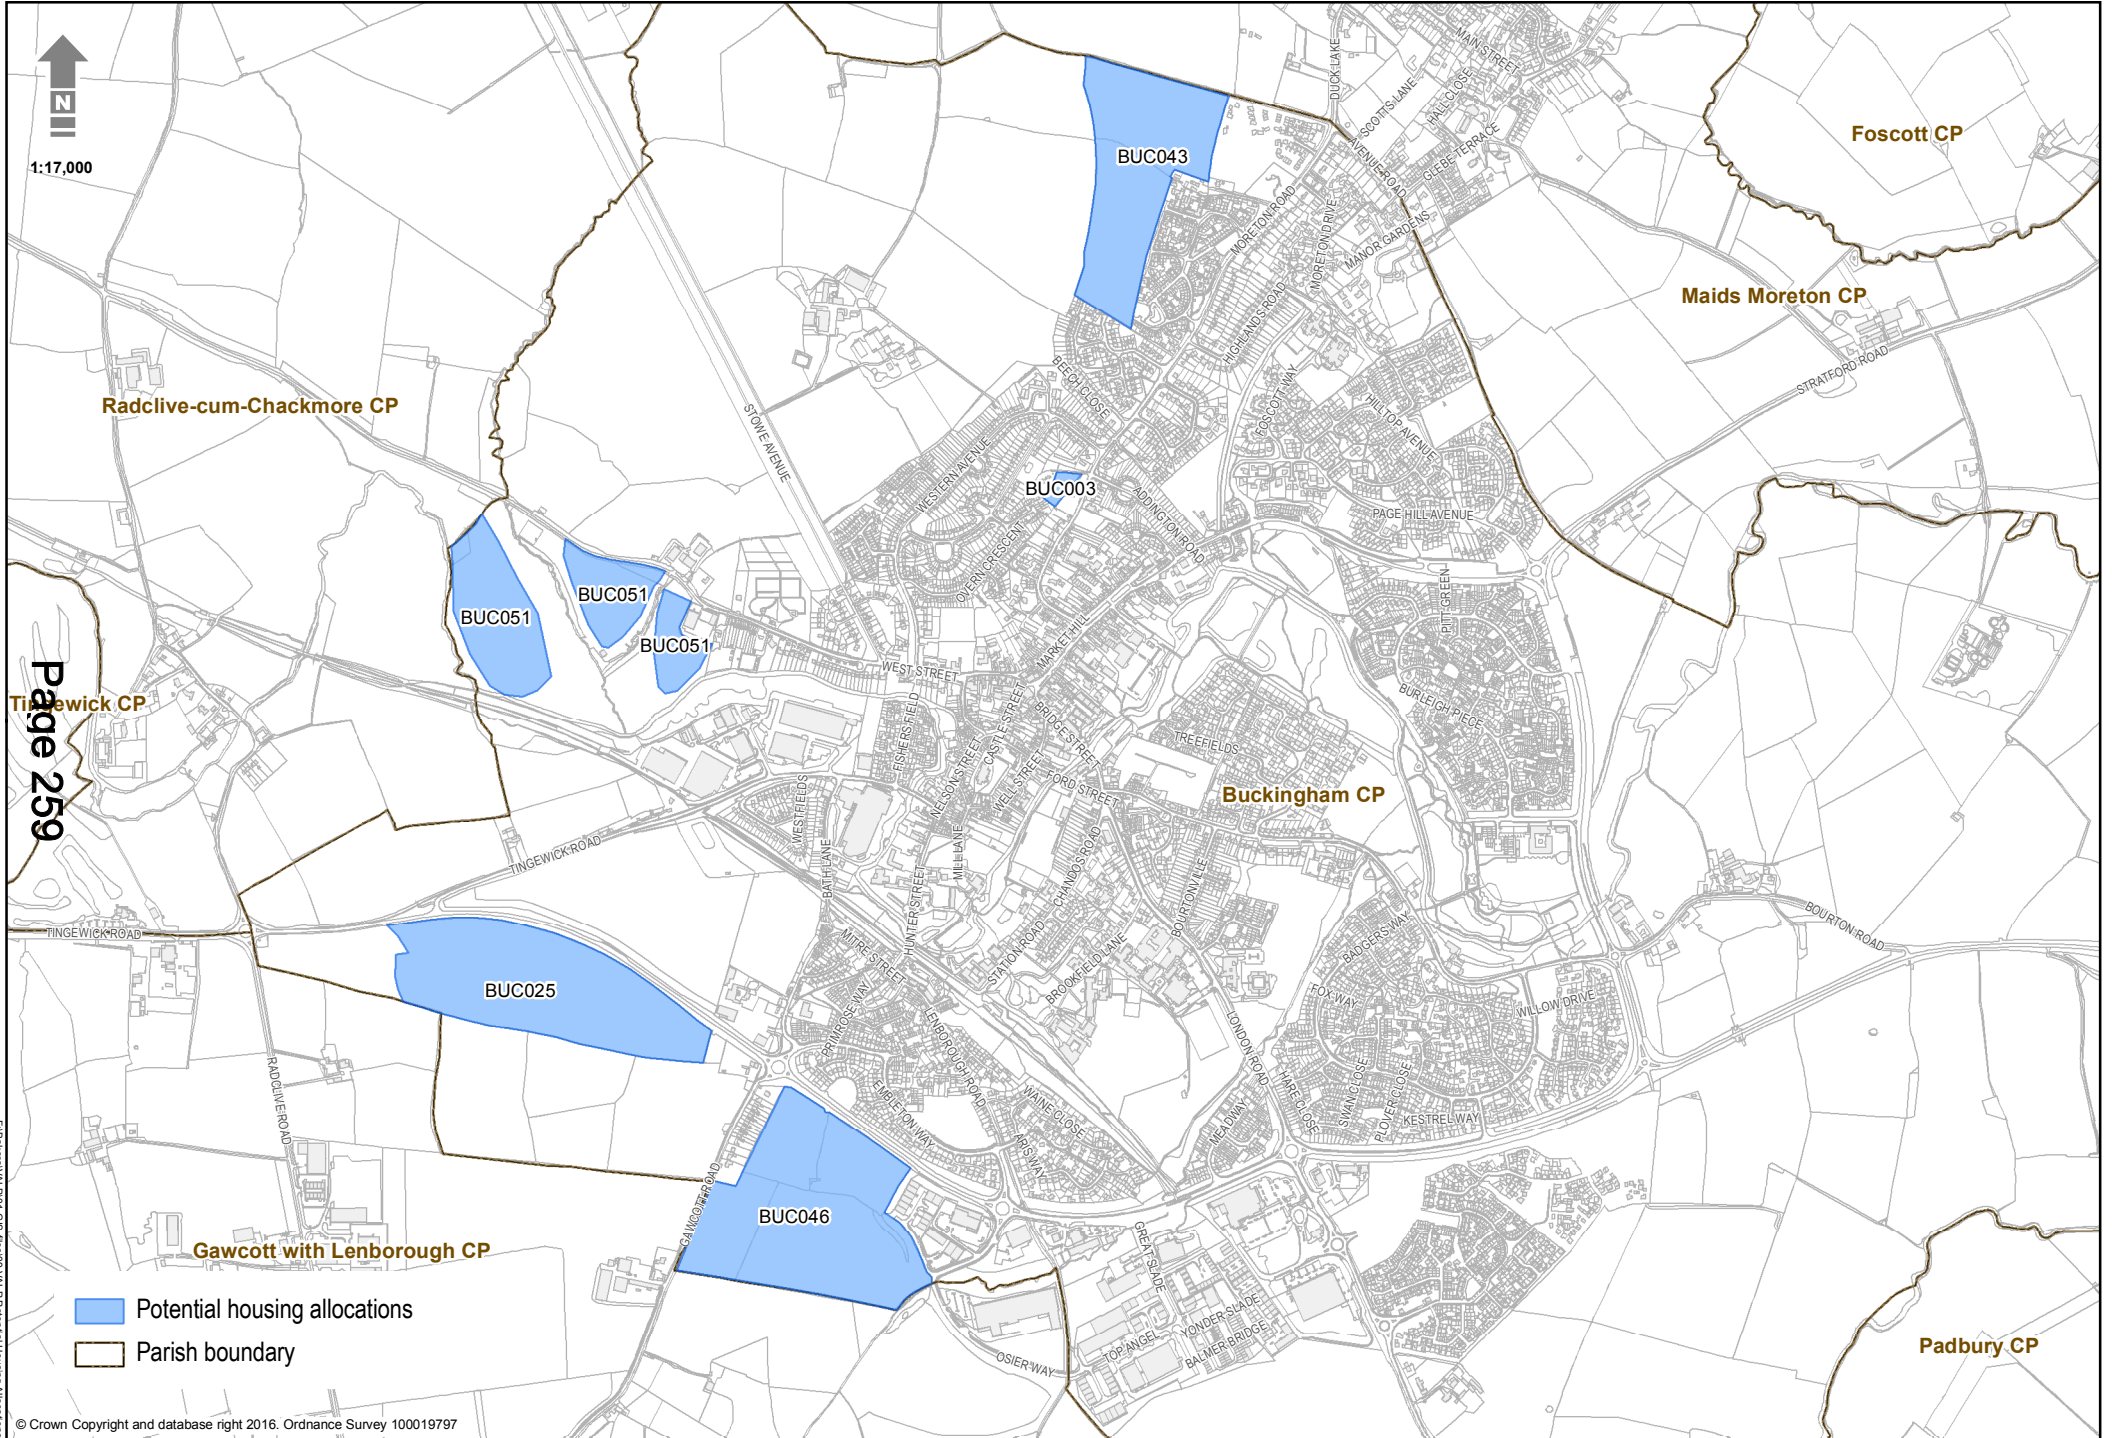 N
1:17,000
DUCK LAKE
MAIN STREET
SCOTTS LANE
HALL CLOSE
AVENUE ROAD
GLEBE TERRACE
Foscott CP
BUC043
MORETON ROAD
MORETON DRIVE
MANOR GARDENS
Maids Moreton CP
HIGHLANDS ROAD
STRATFORD ROAD
BEECH CLOSE
FOSCOTT WAY
HILLTOP AVENUE
Radclive-cum-Chackmore CP
STOWE AVENUE
WESTERN AVENUE
BUC003
ADDINGTON ROAD
PAGE HILL AVENUE
OVERN CRESCENT
BUC051
BUC051
BUC051
PITT GREEN
MARKET HILL
WEST STREET
Tingewick CP
Page 259
FISHERS FIELD
CASTLE STREET
BRIDGE STREET
BURLEIGH PIECE
TREEFIELDS
NELSON STREET
WELL STREET
FORD STREET
Buckingham CP
WESTFIELDS
TINGEWICK ROAD
BATH LANE
MILL LANE
CHANDOS ROAD
HUNTER STREET
BOURTONVILLE
TINGEWICK ROAD
MITRE STREET
STATION ROAD
BROOKFIELD LANE
BADGERS WAY
BOURTON ROAD
BUC025
PRIMROSE WAY
FOX WAY
WILLOW DRIVE
LENBOROUGH ROAD
LONDON ROAD
RADCLIVE ROAD
EMBLETON WAY
WAINE CLOSE
HARE CLOSE
SWAN CLOSE
PLOVER CLOSE
KESTREL WAY
MEADWAY
ARIS WAY
GAWCOTT ROAD
BUC046
Gawcott with Lenborough CP
GREAT SLADE
YONDER SLADE
TOP ANGEL
BALMER BRIDGE
OSIER WAY
Padbury CP
Potential housing allocations
Parish boundary
© Crown Copyright and database right 2016. Ordnance Survey 100019797